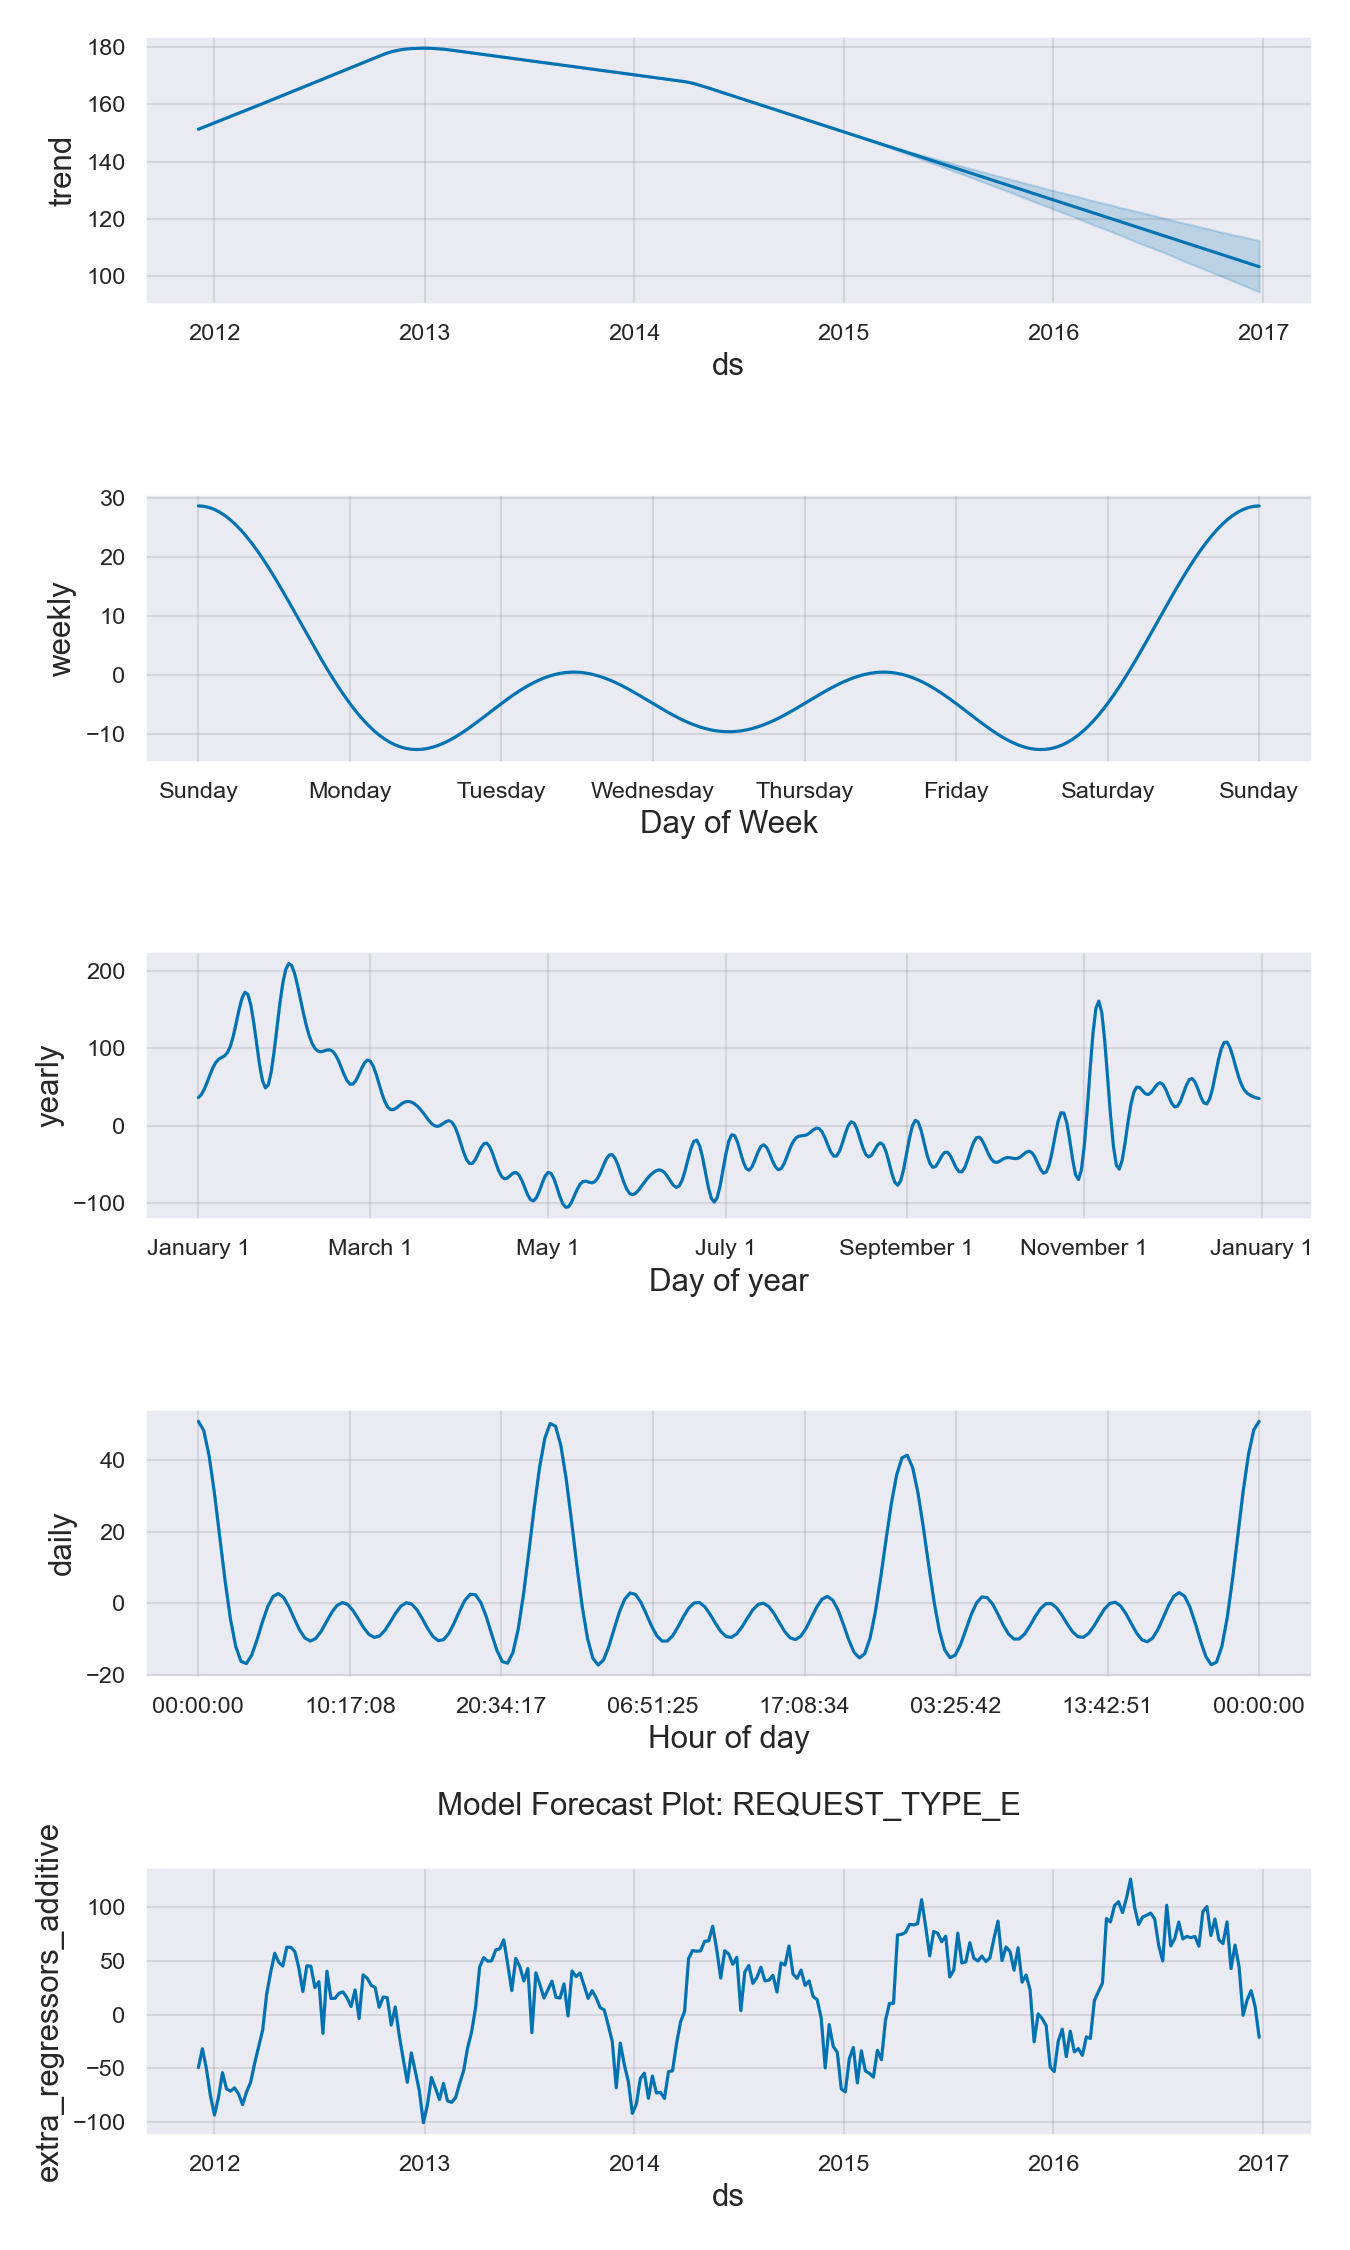 180
160
140
120
100
trend
2012 2013 2014 2015 2016 2017
ds
30
20
10
0
−10
weekly
Sunday Monday Tuesday Wednesday Thursday Friday Saturday Sunday
Day of Week
200
100
0
−100
yearly
January 1 March 1 May 1 July 1 September 1 November 1 January 1
Day of year
40
20
0
−20
daily
00:00:00 10:17:08 20:34:17 06:51:25 17:08:34 03:25:42 13:42:51 00:00:00
Hour of day
Model Forecast Plot: REQUEST_TYPE_E
100
50
0
−50
−100
extra_regressors_additive
2012 2013 2014 2015 2016 2017
ds